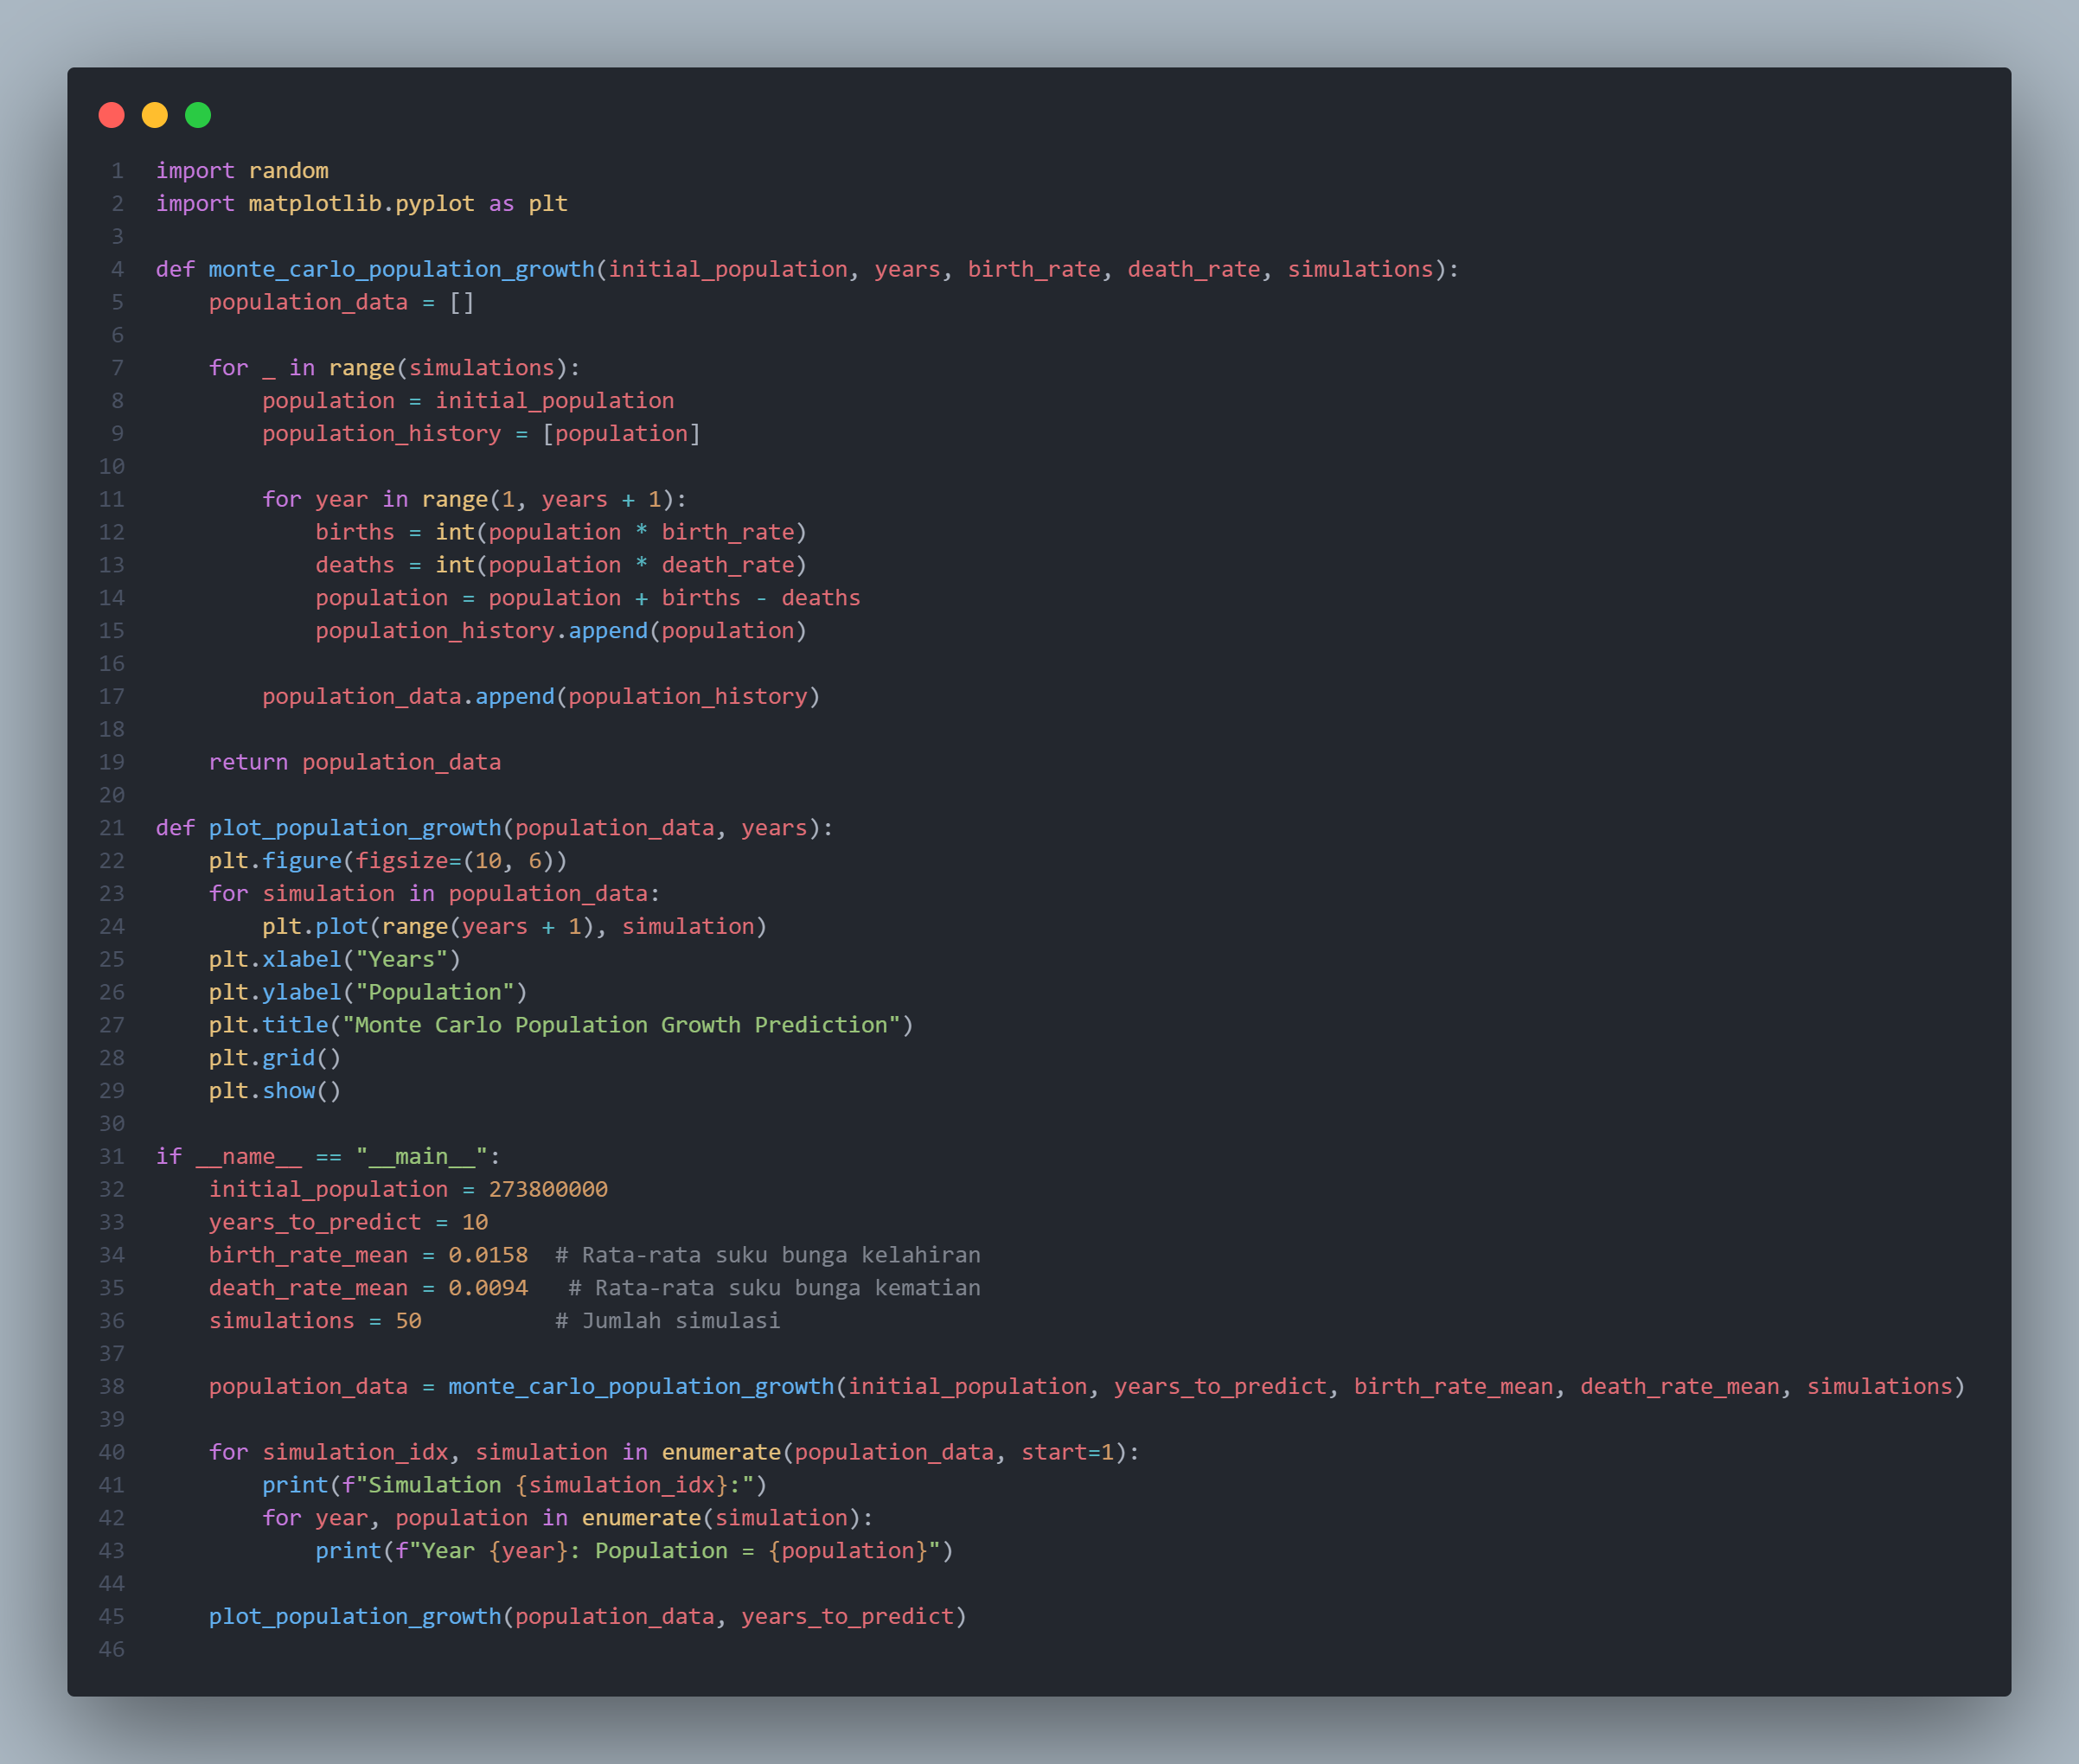 1 import random
2 import matplotlib.pyplot as plt
3
4 def monte_carlo_population_growth(initial_population, years, birth_rate, death_rate, simulations):
5     population_data = []
6
7     for _ in range(simulations):
8         population = initial_population
9         population_history = [population]
10
11         for year in range(1, years + 1):
12             births = int(population * birth_rate)
13             deaths = int(population * death_rate)
14             population = population + births - deaths
15             population_history.append(population)
16
17         population_data.append(population_history)
18
19     return population_data
20
21 def plot_population_growth(population_data, years):
22     plt.figure(figsize=(10, 6))
23     for simulation in population_data:
24         plt.plot(range(years + 1), simulation)
25     plt.xlabel("Years")
26     plt.ylabel("Population")
27     plt.title("Monte Carlo Population Growth Prediction")
28     plt.grid()
29     plt.show()
30
31 if __name__ == "__main__":
32     initial_population = 273800000
33     years_to_predict = 10
34     birth_rate_mean = 0.0158  # Rata-rata suku bunga kelahiran
35     death_rate_mean = 0.0094   # Rata-rata suku bunga kematian
36     simulations = 50          # Jumlah simulasi
37
38     population_data = monte_carlo_population_growth(initial_population, years_to_predict, birth_rate_mean, death_rate_mean, simulations)
39
40     for simulation_idx, simulation in enumerate(population_data, start=1):
41         print(f"Simulation {simulation_idx}:")
42         for year, population in enumerate(simulation):
43             print(f"Year {year}: Population = {population}")
44
45     plot_population_growth(population_data, years_to_predict)
46